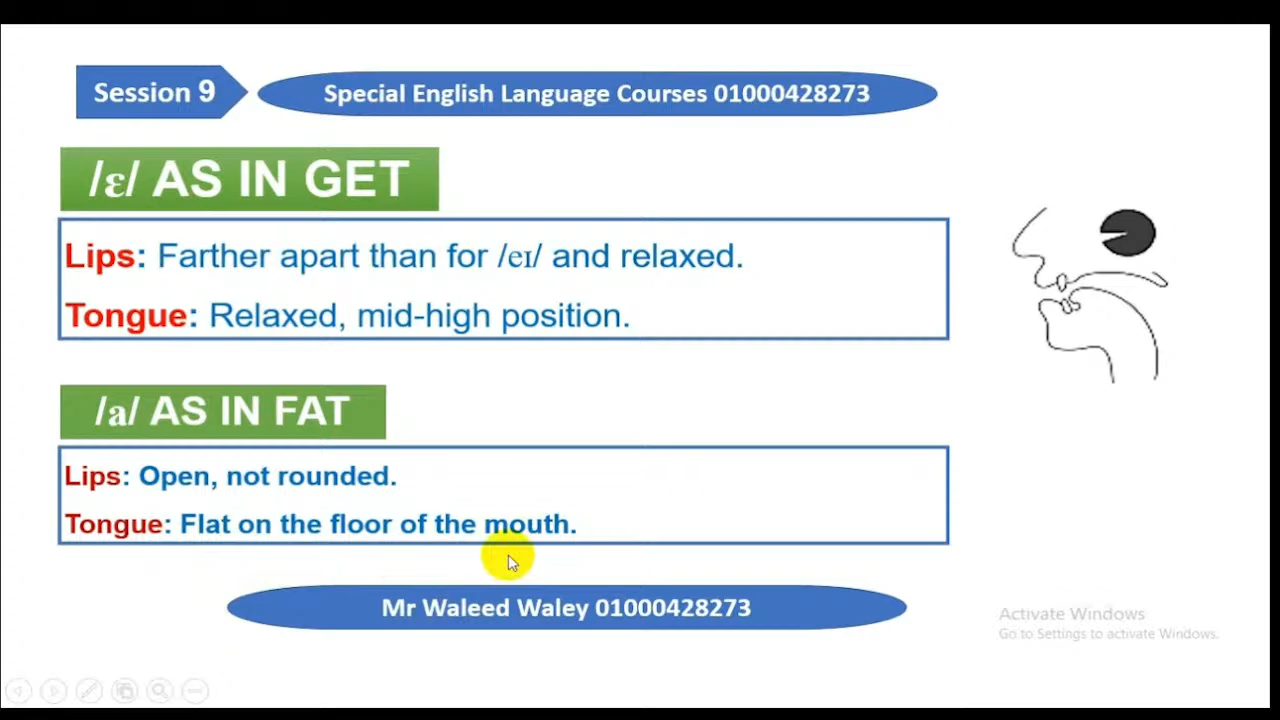 Session 9
Special English Language Courses 01000428273
/ɛ/ AS IN GET
Lips: Farther apart than for /eɪ/ and relaxed.
Tongue: Relaxed, mid-high position.
/a/ AS IN FAT
Lips: Open, not rounded.
Tongue: Flat on the floor of the mouth.
Mr Waleed Waley 01000428273
Activate Windows
Go to Settings to activate Windows.